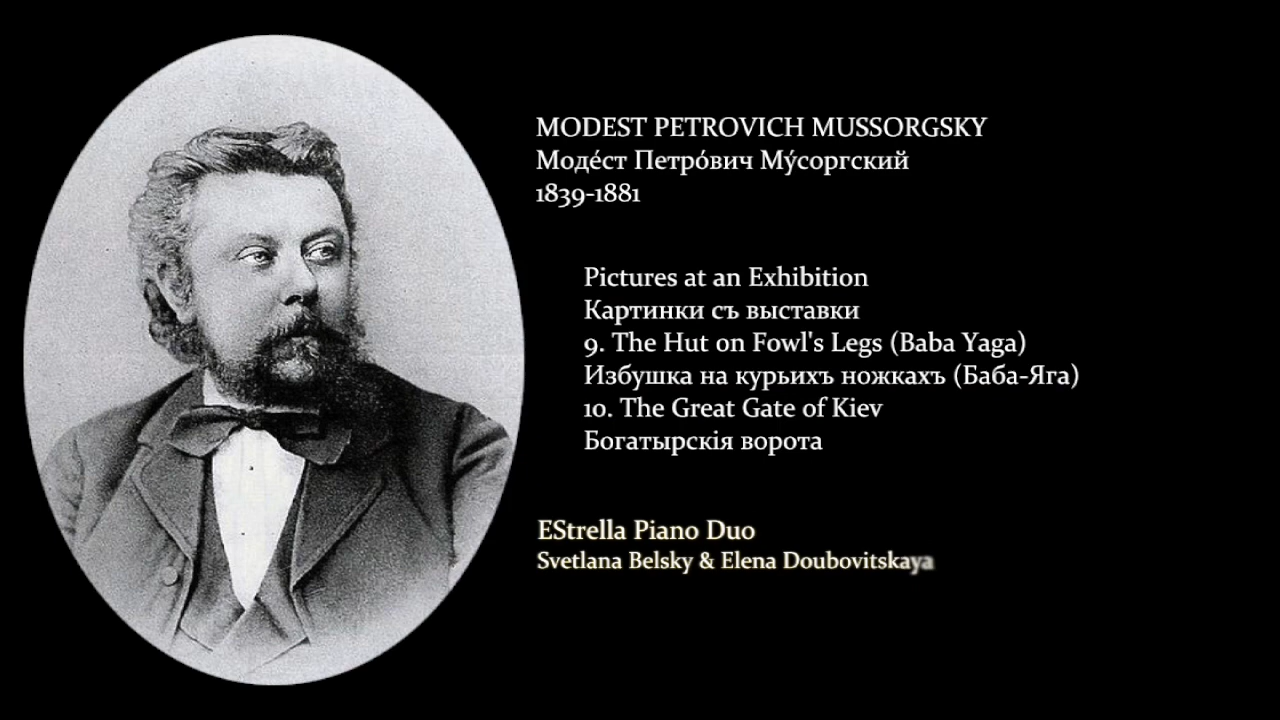 MODEST PETROVICH MUSSORGSKY
Моде́ст Петро́вич Му́соргский
1839-1881
Pictures at an Exhibition
Картинки съ выставки
9. The Hut on Fowl's Legs (Baba Yaga)
Избушка на курьихъ ножкахъ (Баба-Яга)
10. The Great Gate of Kiev
Богатырскія ворота
EStrella Piano Duo
Svetlana Belsky & Elena Doubovitskaya